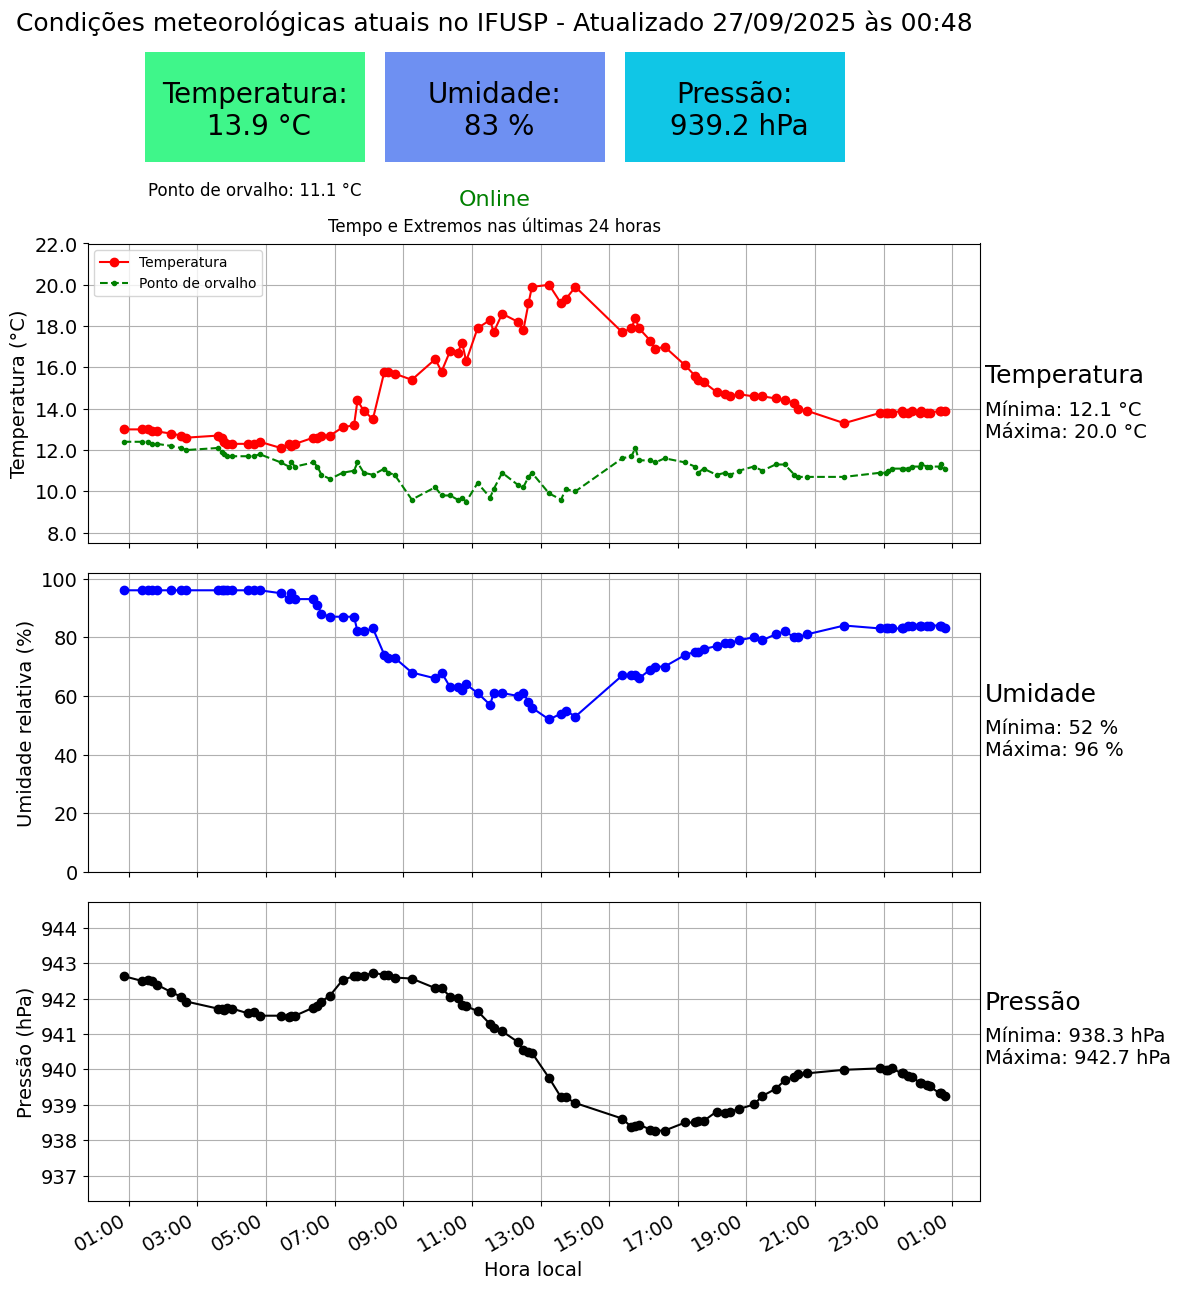 Condições meteorológicas atuais no IFUSP - Atualizado 27/09/2025 às 00:48
Temperatura:
13.9 °C
Umidade:
83 %
Pressão:
939.2 hPa
Ponto de orvalho: 11.1 °C
Online
Tempo e Extremos nas últimas 24 horas
Temperatura
Ponto de orvalho
Temperatura (°C)
22.0
20.0
18.0
16.0
14.0
12.0
10.0
8.0
Temperatura
Mínima: 12.1 °C
Máxima: 20.0 °C
Umidade relativa (%)
100
80
60
40
20
0
Umidade
Mínima: 52 %
Máxima: 96 %
Pressão (hPa)
944
943
942
941
940
939
938
937
Pressão
Mínima: 938.3 hPa
Máxima: 942.7 hPa
01:00 03:00 05:00 07:00 09:00 11:00 13:00 15:00 17:00 19:00 21:00 23:00 01:00
Hora local